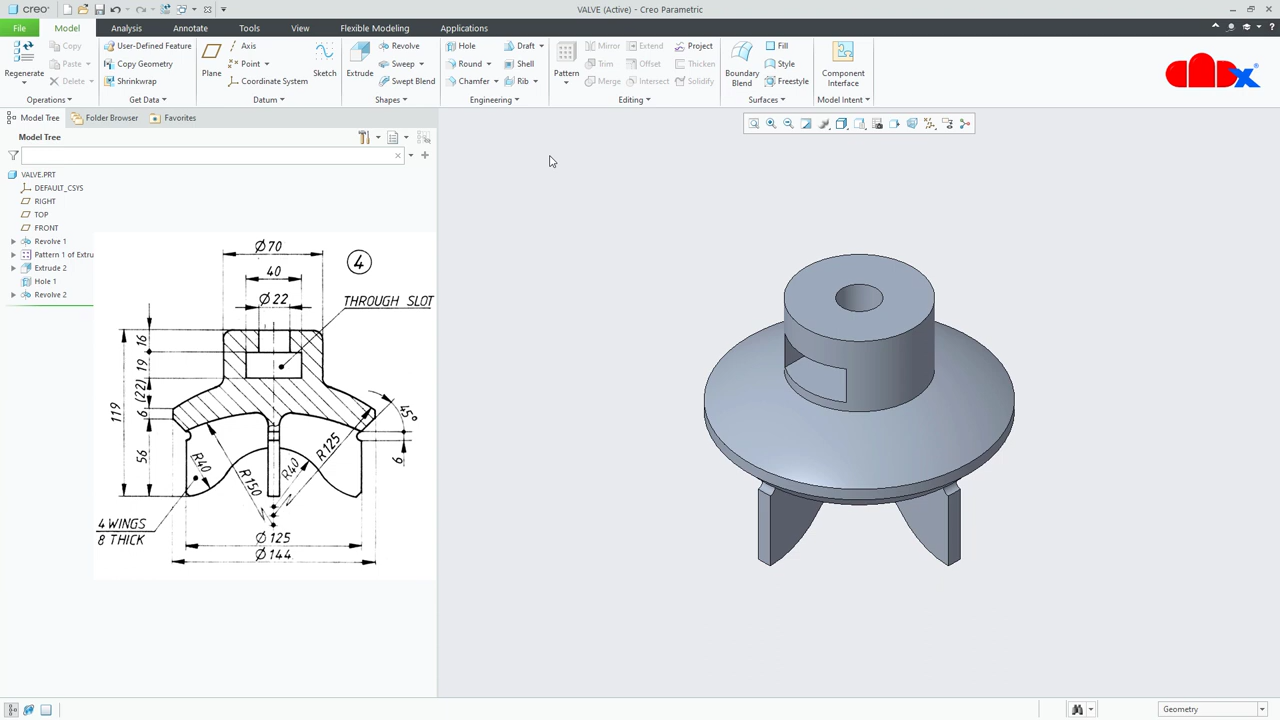 creo
VALVE (Active) - Creo Parametric
File Model Analysis Annotate Tools View Flexible Modeling Applications
Regenerate
Copy
Paste
Delete
Operations
User-Defined Feature
Copy Geometry
Shrinkwrap
Get Data
Plane
Axis
Point
Coordinate System
Sketch
Datum
Extrude
Revolve
Sweep
Swept Blend
Shapes
Hole
Round
Chamfer
Draft
Shell
Rib
Engineering
Pattern
Mirror Extend Project
Trim Offset Thicken
Merge Intersect Solidify
Editing
Boundary
Blend
Fill
Style
Freestyle
Surfaces
Component
Interface
Model Intent
CADX
Model Tree Folder Browser Favorites
Model Tree
VALVE.PRT
DEFAULT_CSYS
RIGHT
TOP
FRONT
Revolve 1
Pattern 1 of Extru
Extrude 2
Hole 1
Revolve 2
Ø70
4
40
Ø22
THROUGH SLOT
16
19
(22)
6
119
56
45°
6
R40
R150
R40
R125
4 WINGS
8 THICK
Ø125
Ø144
Geometry